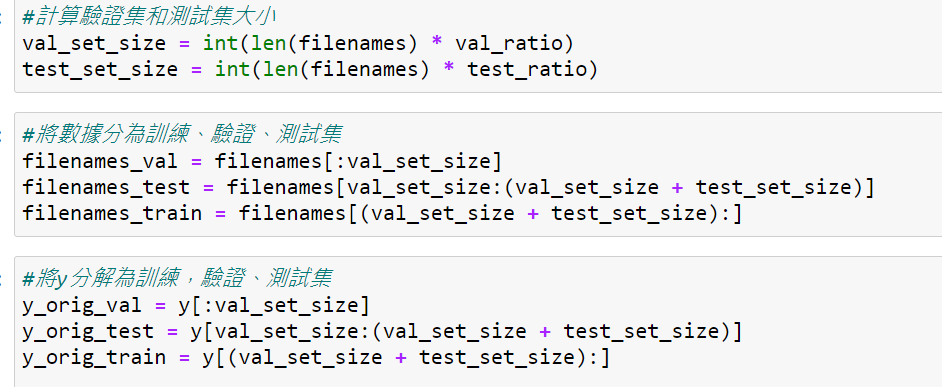 #計算驗證集和測試集大小
val_set_size = int(len(filenames) * val_ratio)
test_set_size = int(len(filenames) * test_ratio)
#將數據分為訓練、驗證、測試集
filenames_val = filenames[:val_set_size]
filenames_test = filenames[val_set_size:(val_set_size + test_set_size)]
filenames_train = filenames[(val_set_size + test_set_size):]
#將y分解為訓練，驗證、測試集
y_orig_val = y[:val_set_size]
y_orig_test = y[val_set_size:(val_set_size + test_set_size)]
y_orig_train = y[(val_set_size + test_set_size):]